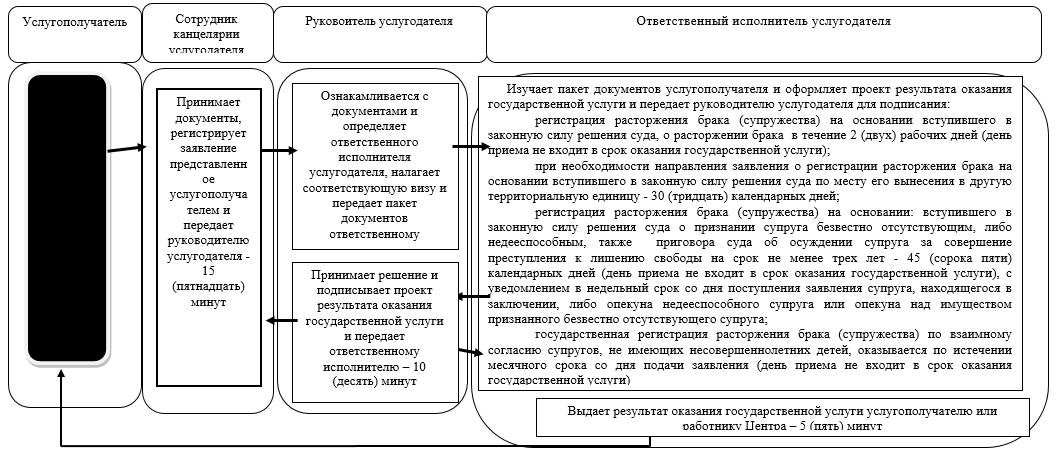 Услугополучатель
Сотрудник
канцелярии
услугодателя
Руковоитель услугодателя
Ответственный исполнитель услугодателя
Принимает
документы,
регистрирует
заявление
представленн
ое
услугополуча
телем и
передает
руководителю
услугодателя -
15
(пятнадцать)
минут
Ознакамливается с
документами и
определяет
ответственного
исполнителя
услугодателя, налагает
соответствующую визу и
передает пакет
документов
ответственному
Принимает решение и
подписывает проект
результата оказания
государственной услуги
и передает
ответственному
исполнителю – 10
(десять) минут
Изучает пакет документов услугополучателя и оформляет проект результата оказания
государственной услуги и передает руководителю услугодателя для подписания:
регистрация расторжения брака (супружества) на основании вступившего в
законную силу решения суда, о расторжении брака в течение 2 (двух) рабочих дней (день
приема не входит в срок оказания государственной услуги);
при необходимости направления заявления о регистрации расторжения брака на
основании вступившего в законную силу решения суда по месту его вынесения в другую
территориальную единицу - 30 (тридцать) календарных дней;
регистрация расторжения брака (супружества) на основании: вступившего в
законную силу решения суда о признании супруга безвестно отсутствующим, либо
недееспособным, также приговора суда об осуждении супруга за совершение
преступления к лишению свободы на срок не менее трех лет - 45 (сорока пяти)
календарных дней (день приема не входит в срок оказания государственной услуги), с
уведомлением в недельный срок со дня поступления заявления супруга, находящегося в
заключении, либо опекуна недееспособного супруга или опекуна над имуществом
признанного безвестно отсутствующего супруга;
государственная регистрация расторжения брака (супружества) по взаимному
согласию супругов, не имеющих несовершеннолетних детей, оказывается по истечении
месячного срока со дня подачи заявления (день приема не входит в срок оказания
государственной услуги)
Выдает результат оказания государственной услуги услугополучателю или
работнику Центра – 5 (пять) минут